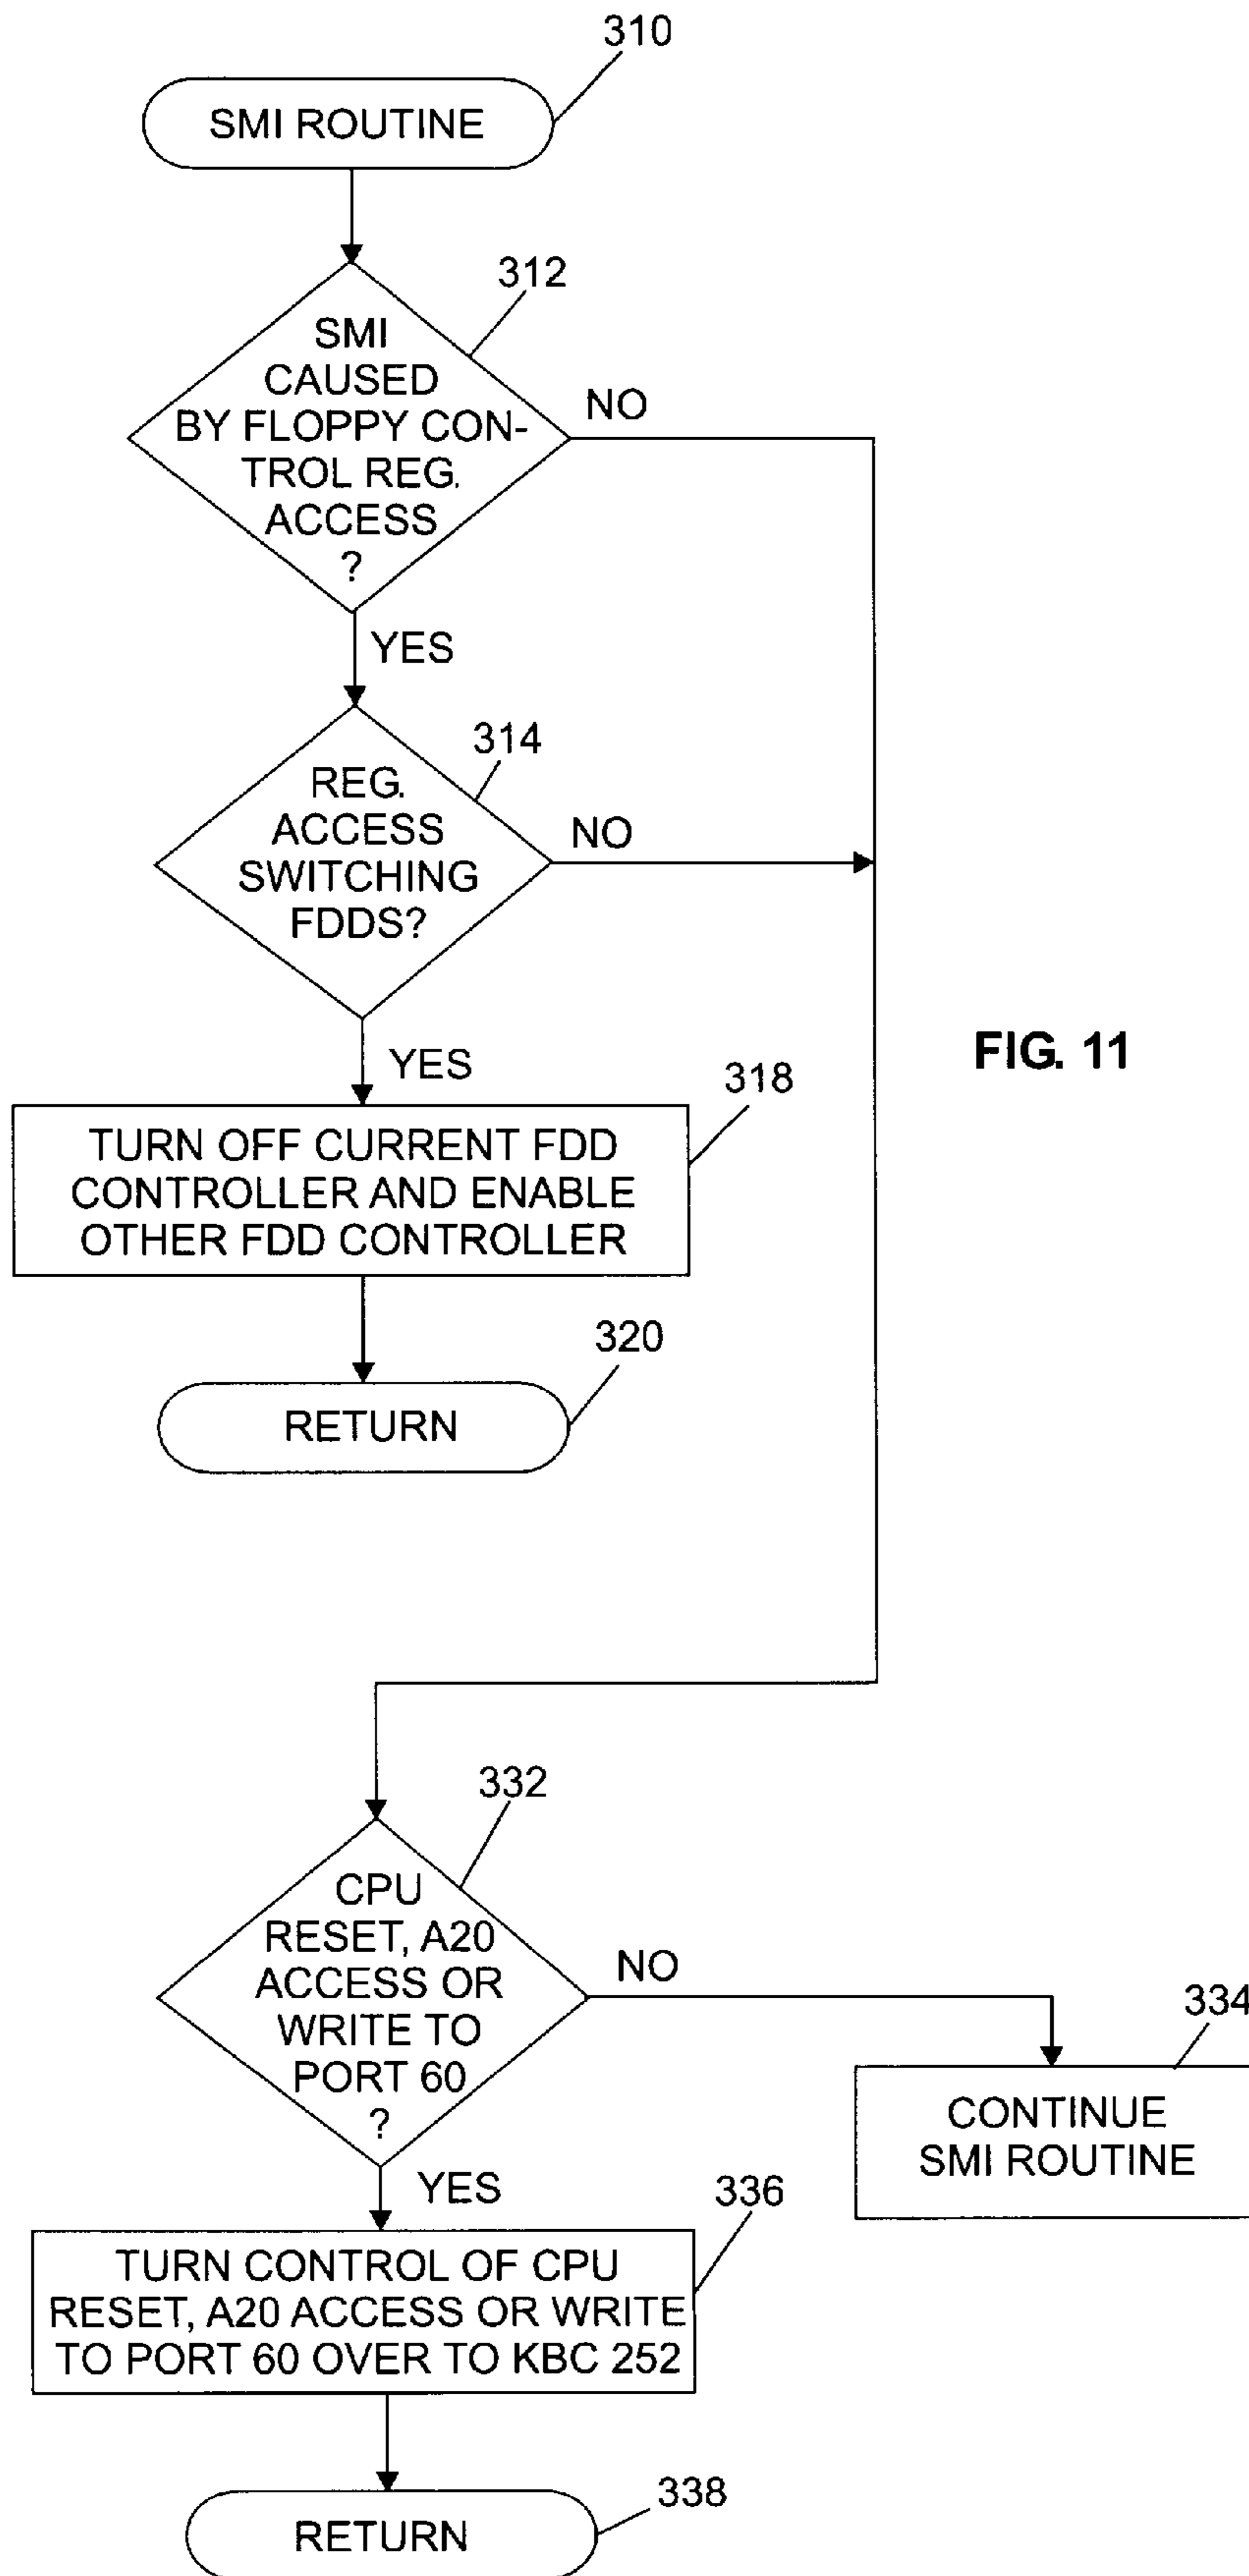 310
SMI ROUTINE
312
SMI
CAUSED
BY FLOPPY CON-
TROL REG.
ACCESS
?
NO
YES
314
REG.
ACCESS
SWITCHING
FDDS?
NO
YES
FIG. 11
318
TURN OFF CURRENT FDD
CONTROLLER AND ENABLE
OTHER FDD CONTROLLER
320
RETURN
332
CPU
RESET, A20
ACCESS OR
WRITE TO
PORT 60
?
NO
334
CONTINUE
SMI ROUTINE
YES
336
TURN CONTROL OF CPU
RESET, A20 ACCESS OR WRITE
TO PORT 60 OVER TO KBC 252
338
RETURN